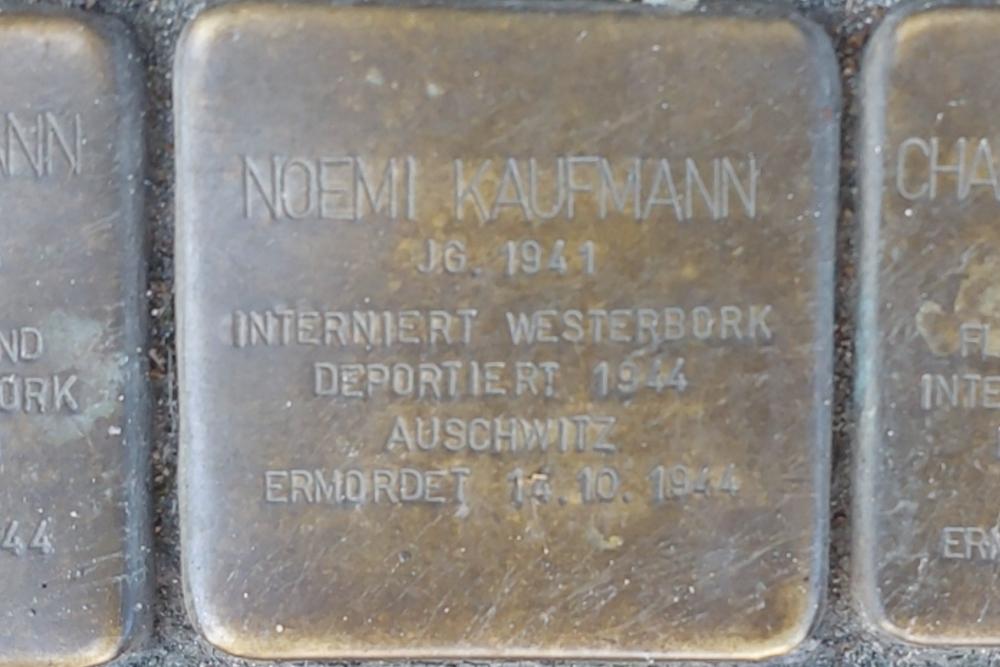 NOEMI KAUFMANN
JG. 1941
INTERNIERT WESTERBORK
DEPORTIERT 1944
AUSCHWITZ
ERMORDET 14.10.1944